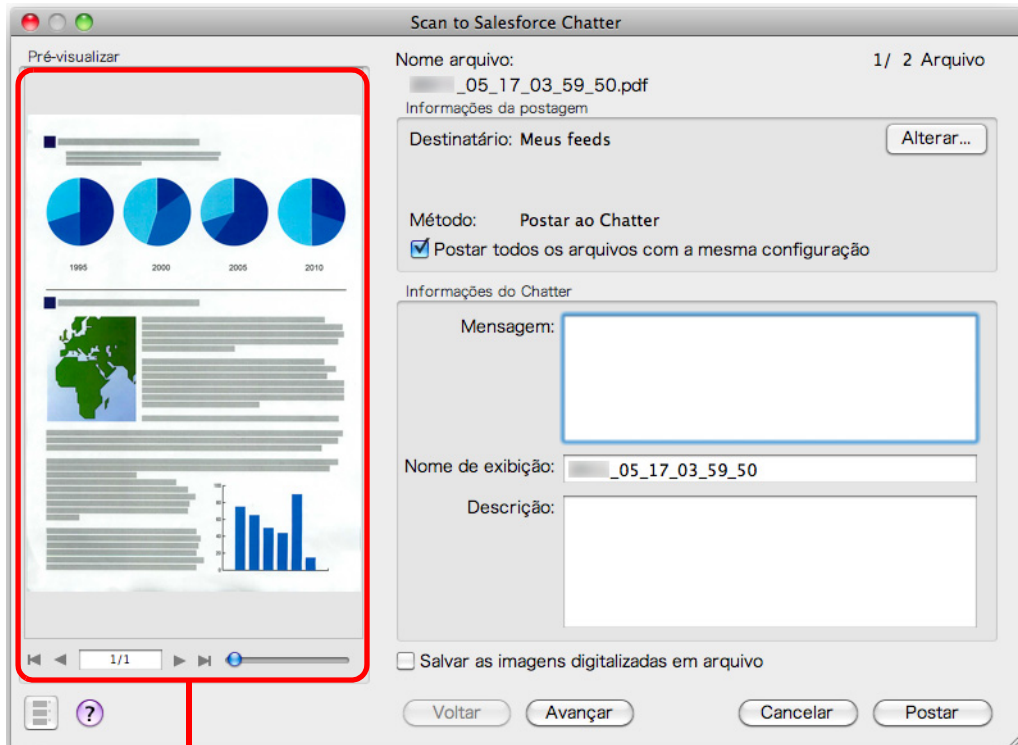 Scan to Salesforce Chatter
Pré-visualizar
1995 2000 2005 2010
1/1
Nome arquivo: 1/ 2 Arquivo
_05_17_03_59_50.pdf
Informações da postagem
Destinatário: Meus feeds Alterar...
Método: Postar ao Chatter
Postar todos os arquivos com a mesma configuração
Informações do Chatter
Mensagem:
Nome de exibição: _05_17_03_59_50
Descrição:
Salvar as imagens digitalizadas em arquivo
? Voltar Avançar Cancelar Postar